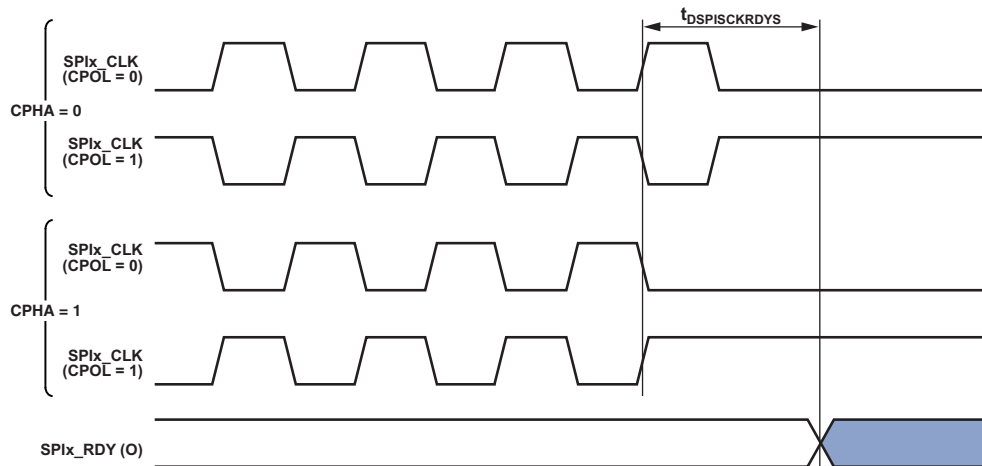 tDSPISCKRDYS
SPIx_CLK
(CPOL = 0)
CPHA = 0
SPIx_CLK
(CPOL = 1)
SPIx_CLK
(CPOL = 0)
CPHA = 1
SPIx_CLK
(CPOL = 1)
SPIx_RDY (O)